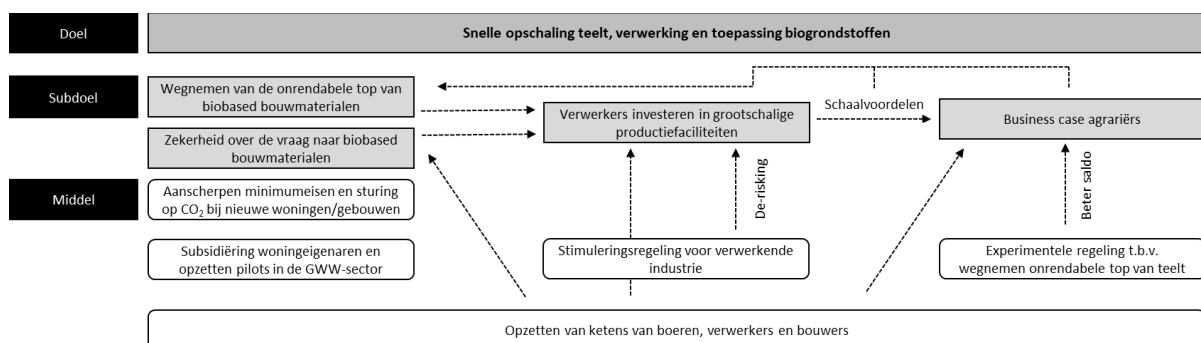 Doel
Snelle opschaling teelt, verwerking en toepassing biogrondstoffen
Subdoel
Wegnemen van de onrendabele top van
biobased bouwmaterialen
Zekerheid over de vraag naar biobased
bouwmaterialen
Verwerkers investeren in grootschalige
productiefaciliteiten
Schaalvoordelen
Business case agrariërs
Middel
Aanscherpen minimumeisen en sturing
op CO₂ bij nieuwe woningen/gebouwen
De-risking
Beter saldo
Subsidiëring woningeigenaren en
opzetten pilots in de GWW-sector
Stimuleringsregeling voor verwerkende
industrie
Experimentele regeling t.b.v.
wegnemen onrendabele top van teelt
Opzetten van ketens van boeren, verwerkers en bouwers